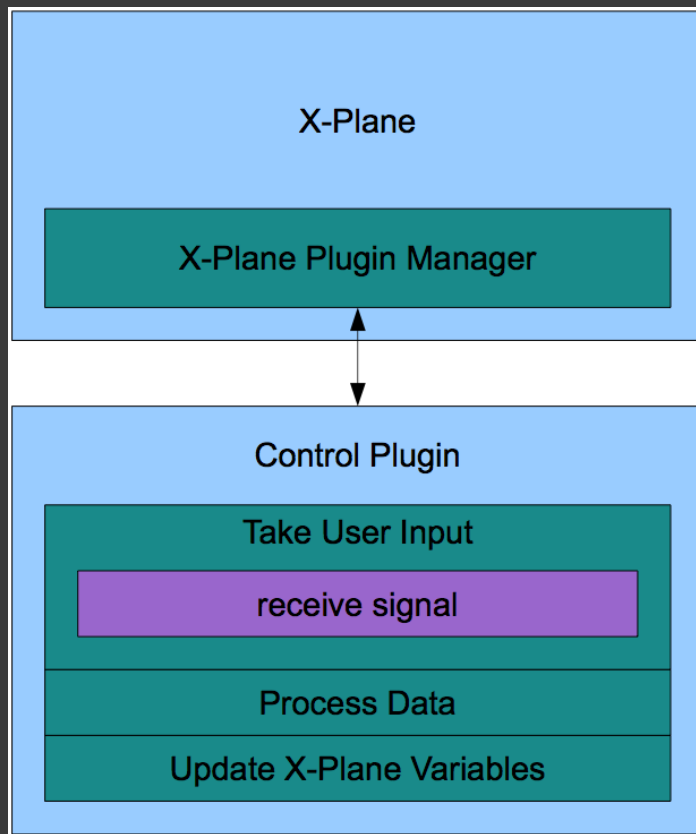 X-Plane
X-Plane Plugin Manager
Control Plugin
Take User Input
receive signal
Process Data
Update X-Plane Variables